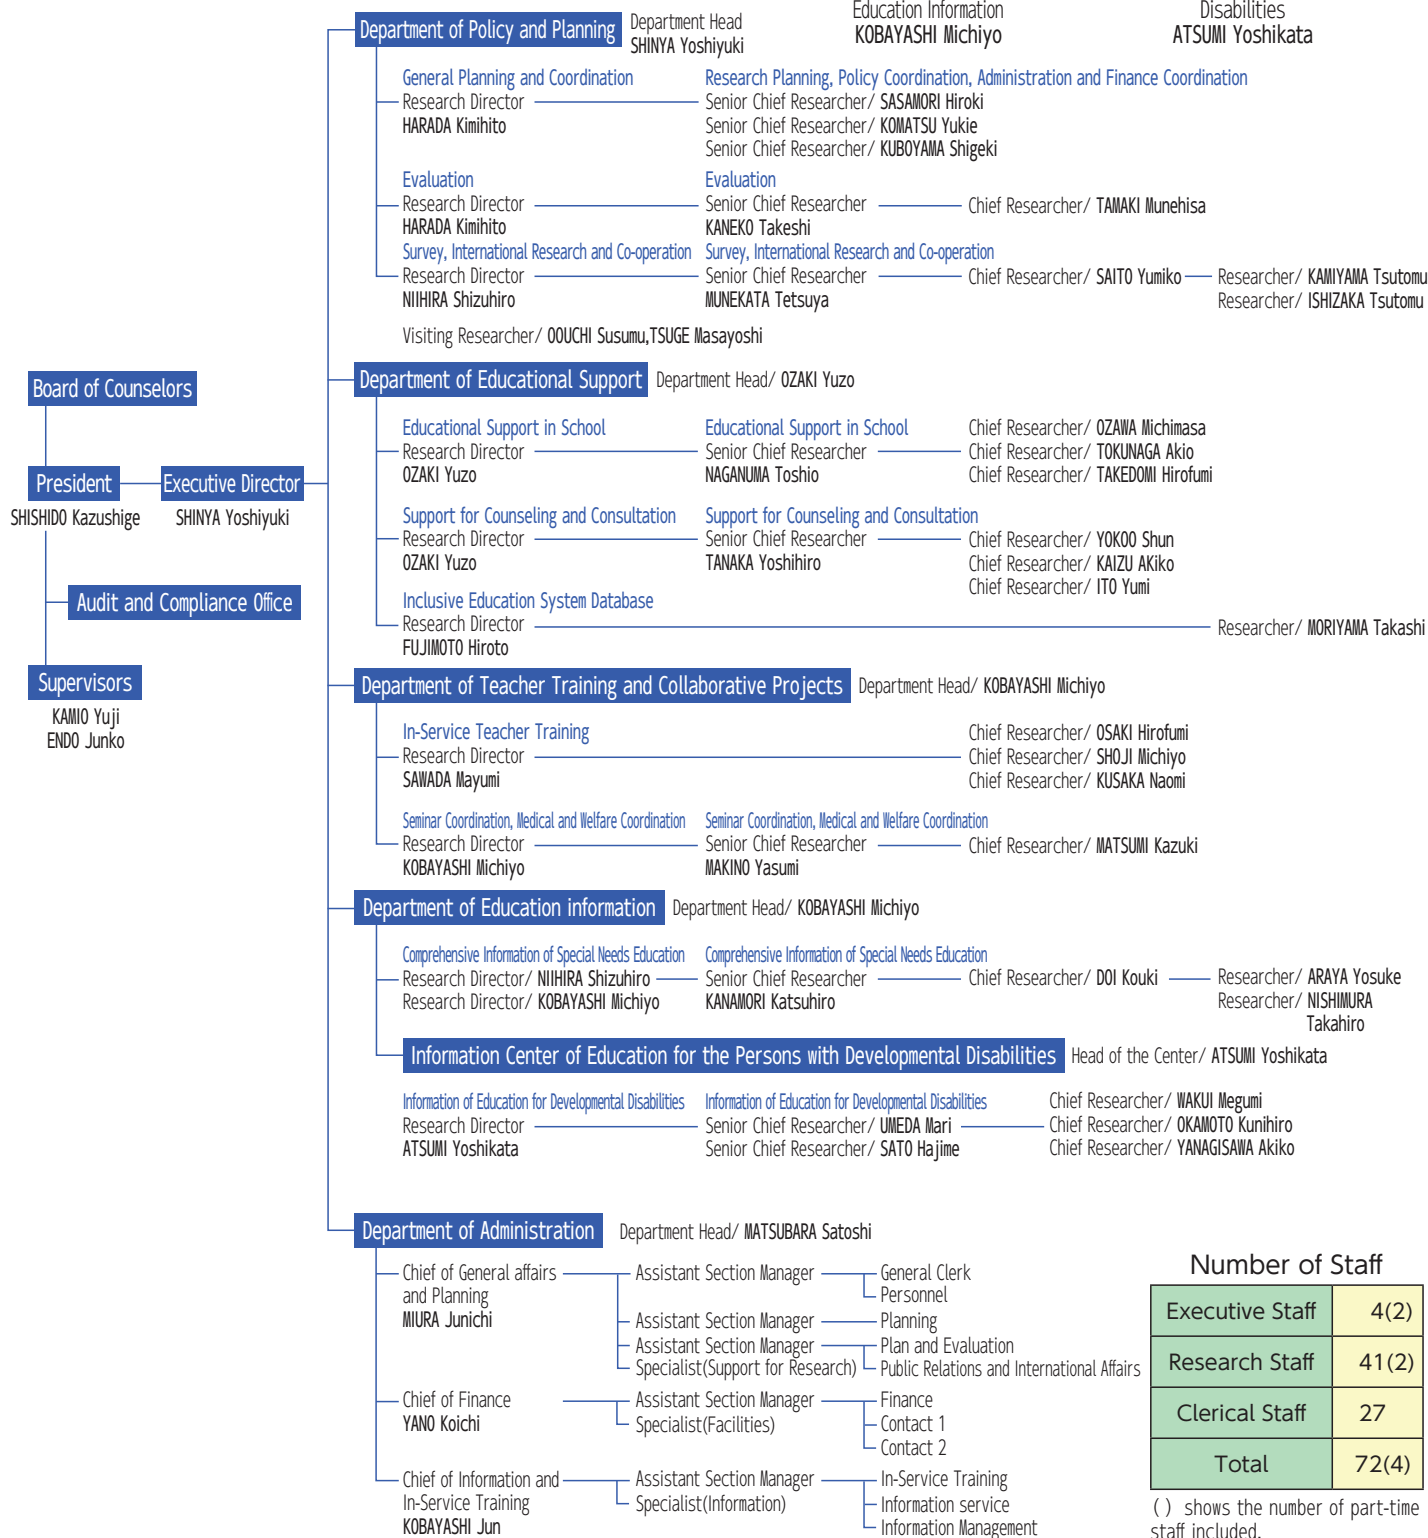 Education Information
KOBAYASHI Michiyo
Disabilities
ATSUMI Yoshikata
Department of Policy and Planning
Department Head
SHINYA Yoshiyuki
General Planning and Coordination
Research Director
HARADA Kimihito
Research Planning, Policy Coordination, Administration and Finance Coordination
Senior Chief Researcher/ SASAMORI Hiroki
Senior Chief Researcher/ KOMATSU Yukie
Senior Chief Researcher/ KUBOYAMA Shigeki
Evaluation
Research Director
HARADA Kimihito
Evaluation
Senior Chief Researcher
KANEKO Takeshi
Chief Researcher/ TAMAKI Munehisa
Survey, International Research and Co-operation
Research Director
NIIHIRA Shizuhiro
Survey, International Research and Co-operation
Senior Chief Researcher
MUNEKATA Tetsuya
Chief Researcher/ SAITO Yumiko
Researcher/ KAMIYAMA Tsutomu
Researcher/ ISHIZAKA Tsutomu
Visiting Researcher/ OOUCHI Susumu,TSUGE Masayoshi
Board of Counselors
President
SHISHIDO Kazushige
Executive Director
SHINYA Yoshiyuki
Audit and Compliance Office
Supervisors
KAMIO Yuji
ENDO Junko
Department of Educational Support
Department Head/ OZAKI Yuzo
Educational Support in School
Research Director
OZAKI Yuzo
Educational Support in School
Senior Chief Researcher
NAGANUMA Toshio
Chief Researcher/ OZAWA Michimasa
Chief Researcher/ TOKUNAGA Akio
Chief Researcher/ TAKEDOMI Hirofumi
Support for Counseling and Consultation
Research Director
OZAKI Yuzo
Support for Counseling and Consultation
Senior Chief Researcher
TANAKA Yoshihiro
Chief Researcher/ YOKOO Shun
Chief Researcher/ KAIZU AKiko
Chief Researcher/ ITO Yumi
Inclusive Education System Database
Research Director
FUJIMOTO Hiroto
Researcher/ MORIYAMA Takashi
Department of Teacher Training and Collaborative Projects
Department Head/ KOBAYASHI Michiyo
In-Service Teacher Training
Research Director
SAWADA Mayumi
Chief Researcher/ OSAKI Hirofumi
Chief Researcher/ SHOJI Michiyo
Chief Researcher/ KUSAKA Naomi
Seminar Coordination, Medical and Welfare Coordination
Research Director
KOBAYASHI Michiyo
Seminar Coordination, Medical and Welfare Coordination
Senior Chief Researcher
MAKINO Yasumi
Chief Researcher/ MATSUMI Kazuki
Department of Education information
Department Head/ KOBAYASHI Michiyo
Comprehensive Information of Special Needs Education
Research Director/ NIIHIRA Shizuhiro
Research Director/ KOBAYASHI Michiyo
Comprehensive Information of Special Needs Education
Senior Chief Researcher
KANAMORI Katsuhiro
Chief Researcher/ DOI Kouki
Researcher/ ARAYA Yosuke
Researcher/ NISHIMURA
Takahiro
Information Center of Education for the Persons with Developmental Disabilities
Head of the Center/ ATSUMI Yoshikata
Information of Education for Developmental Disabilities
Research Director
ATSUMI Yoshikata
Information of Education for Developmental Disabilities
Senior Chief Researcher/ UMEDA Mari
Senior Chief Researcher/ SATO Hajime
Chief Researcher/ WAKUI Megumi
Chief Researcher/ OKAMOTO Kunihiro
Chief Researcher/ YANAGISAWA Akiko
Department of Administration
Department Head/ MATSUBARA Satoshi
Chief of General affairs
and Planning
MIURA Junichi
Assistant Section Manager
General Clerk
Personnel
Assistant Section Manager
Planning
Assistant Section Manager
Plan and Evaluation
Specialist(Support for Research)
Public Relations and International Affairs
Chief of Finance
YANO Koichi
Assistant Section Manager
Specialist(Facilities)
Finance
Contact 1
Contact 2
Chief of Information and
In-Service Training
KOBAYASHI Jun
Assistant Section Manager
Specialist(Information)
In-Service Training
Information service
Information Management
Number of Staff
Executive Staff 4(2)
Research Staff 41(2)
Clerical Staff 27
Total 72(4)
( ) shows the number of part-time
staff included.